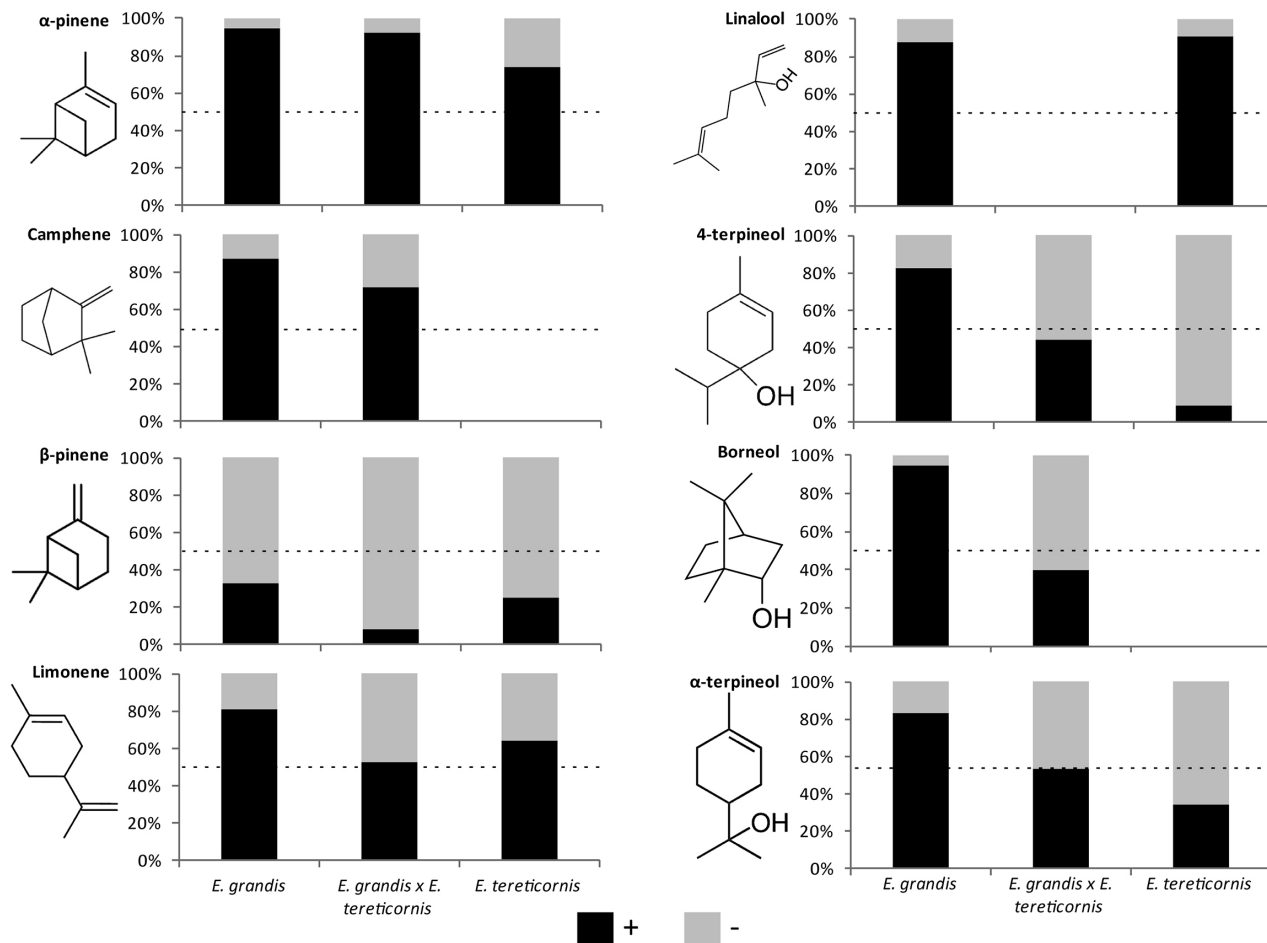 α-pinene
100%
80%
60%
40%
20%
0%
Camphene
100%
80%
60%
40%
20%
0%
β-pinene
100%
80%
60%
40%
20%
0%
Limonene
100%
80%
60%
40%
20%
0%
E. grandis
E. grandis x E.
tereticornis
E. tereticornis
Linalool
OH
100%
80%
60%
40%
20%
0%
4-terpineol
OH
100%
80%
60%
40%
20%
0%
Borneol
OH
100%
80%
60%
40%
20%
0%
α-terpineol
OH
100%
80%
60%
40%
20%
0%
E. grandis
E. grandis x E.
tereticornis
E. tereticornis
+ -